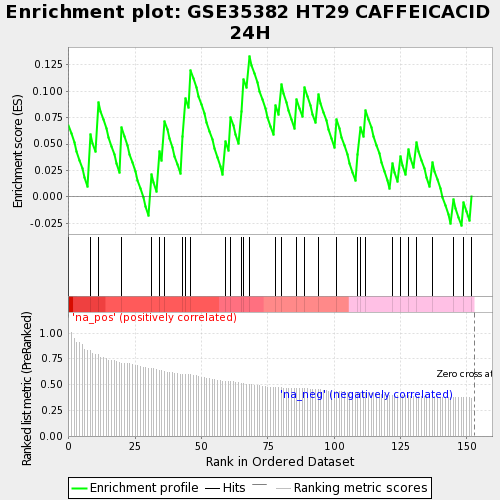 Enrichment plot: GSE35382 HT29 CAFFEICACID
24H
Enrichment score (ES)
0.125
0.100
0.075
0.050
0.025
0.000
-0.025
'na_pos' (positively correlated)
Ranked list metric (PreRanked)
1.00
0.75
0.50
0.25
0.00
Zero cross at
'na_neg' (negatively correlated)
0
25
50
75
100
125
150
Rank in Ordered Dataset
Enrichment profile
Hits
Ranking metric scores